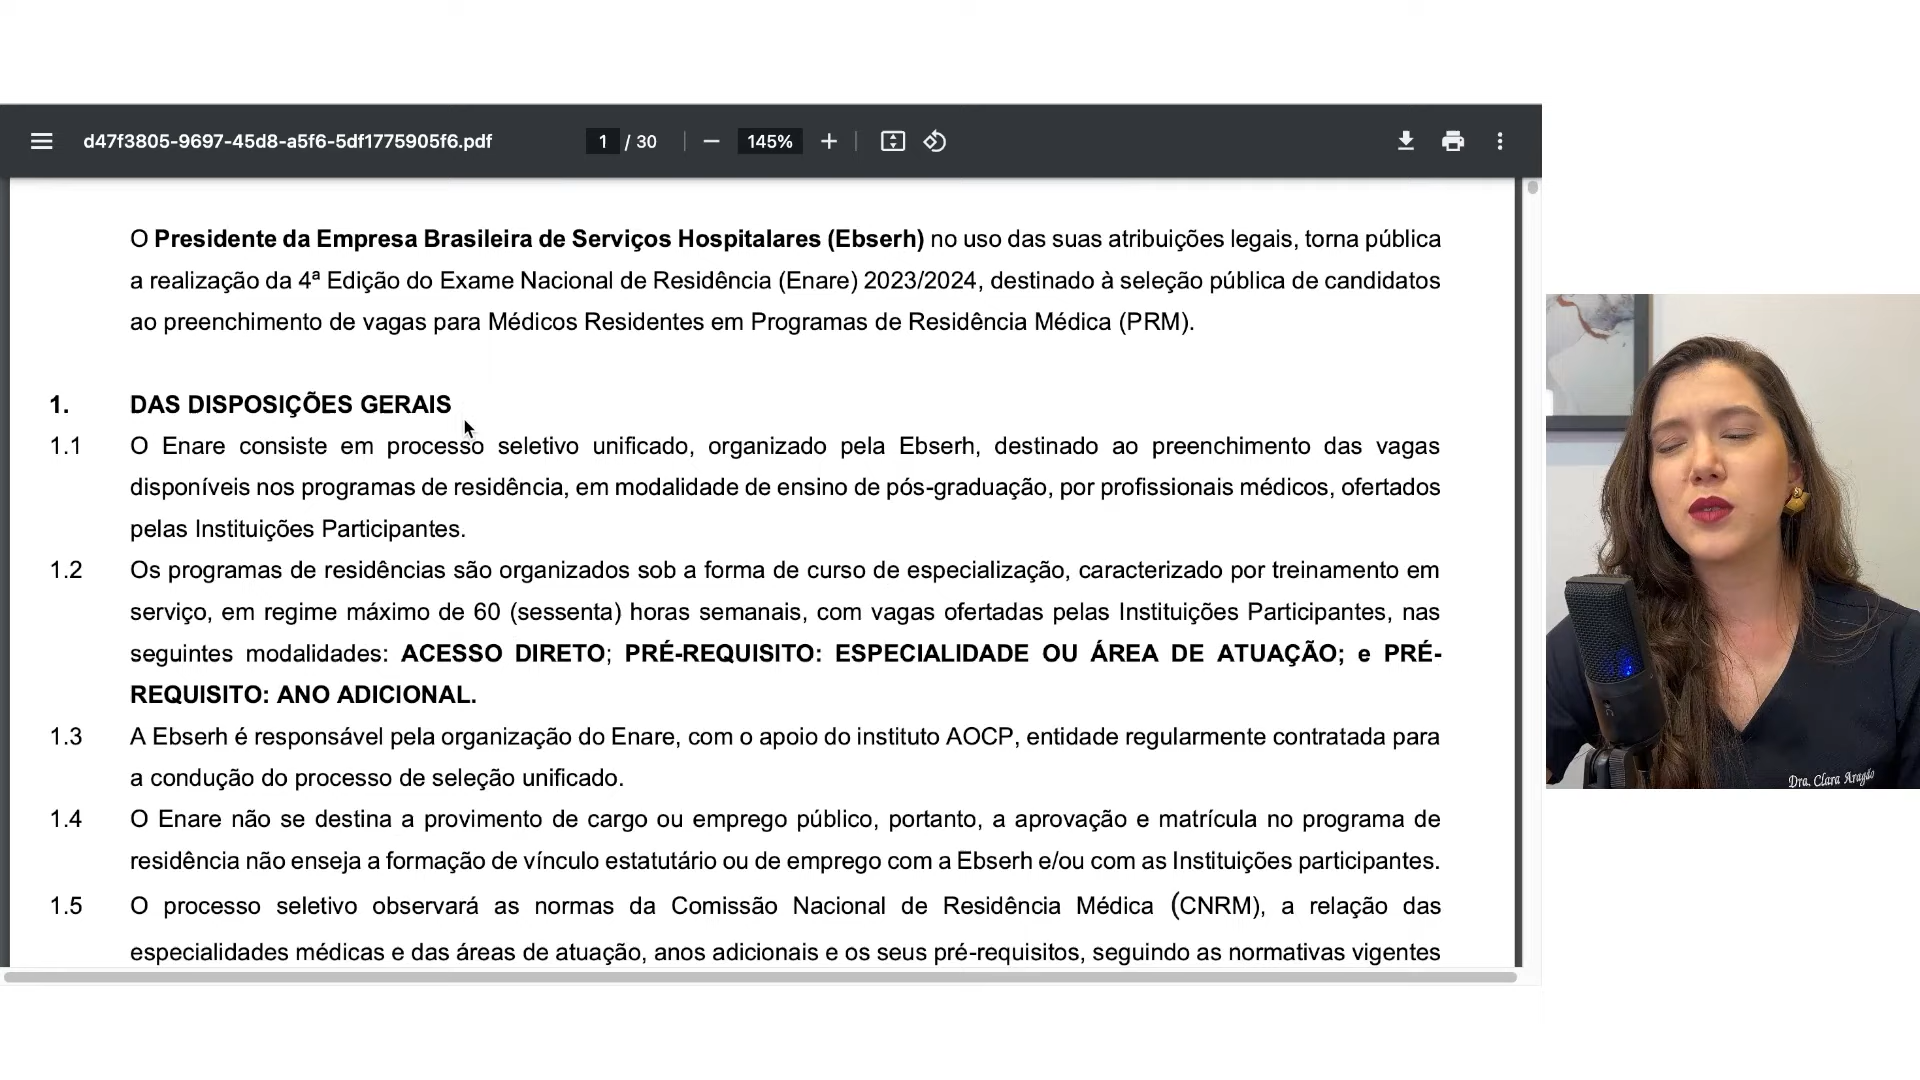 d47f3805-9697-45d8-a5f6-5df1775905f6.pdf 1 / 30 145%
O Presidente da Empresa Brasileira de Serviços Hospitalares (Ebserh) no uso das suas atribuições legais, torna pública
a realização da 4ª Edição do Exame Nacional de Residência (Enare) 2023/2024, destinado à seleção pública de candidatos
ao preenchimento de vagas para Médicos Residentes em Programas de Residência Médica (PRM).
1. DAS DISPOSIÇÕES GERAIS
1.1 O Enare consiste em processo seletivo unificado, organizado pela Ebserh, destinado ao preenchimento das vagas
disponíveis nos programas de residência, em modalidade de ensino de pós-graduação, por profissionais médicos, ofertados
pelas Instituições Participantes.
1.2 Os programas de residências são organizados sob a forma de curso de especialização, caracterizado por treinamento em
serviço, em regime máximo de 60 (sessenta) horas semanais, com vagas ofertadas pelas Instituições Participantes, nas
seguintes modalidades: ACESSO DIRETO; PRÉ-REQUISITO: ESPECIALIDADE OU ÁREA DE ATUAÇÃO; e PRÉ-
REQUISITO: ANO ADICIONAL.
1.3 A Ebserh é responsável pela organização do Enare, com o apoio do instituto AOCP, entidade regularmente contratada para
a condução do processo de seleção unificado.
1.4 O Enare não se destina a provimento de cargo ou emprego público, portanto, a aprovação e matrícula no programa de
residência não enseja a formação de vínculo estatutário ou de emprego com a Ebserh e/ou com as Instituições participantes.
1.5 O processo seletivo observará as normas da Comissão Nacional de Residência Médica (CNRM), a relação das
especialidades médicas e das áreas de atuação, anos adicionais e os seus pré-requisitos, seguindo as normativas vigentes
Dra. Clara Aragão